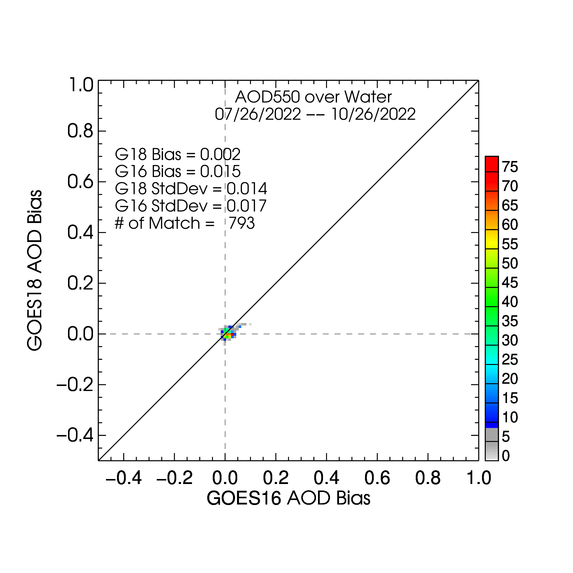 AOD550 over Water
07/26/2022 −− 10/26/2022
G18 Bias = 0.002
G16 Bias = 0.015
G18 StdDev = 0.014
G16 StdDev = 0.017
# of Match = 793
GOES18 AOD Bias
1.0
0.8
0.6
0.4
0.2
0.0
−0.2
−0.4
−0.4 −0.2 0.0 0.2 0.4 0.6 0.8 1.0
GOES16 AOD Bias
75
70
65
60
55
50
45
40
35
30
25
20
15
10
5
0